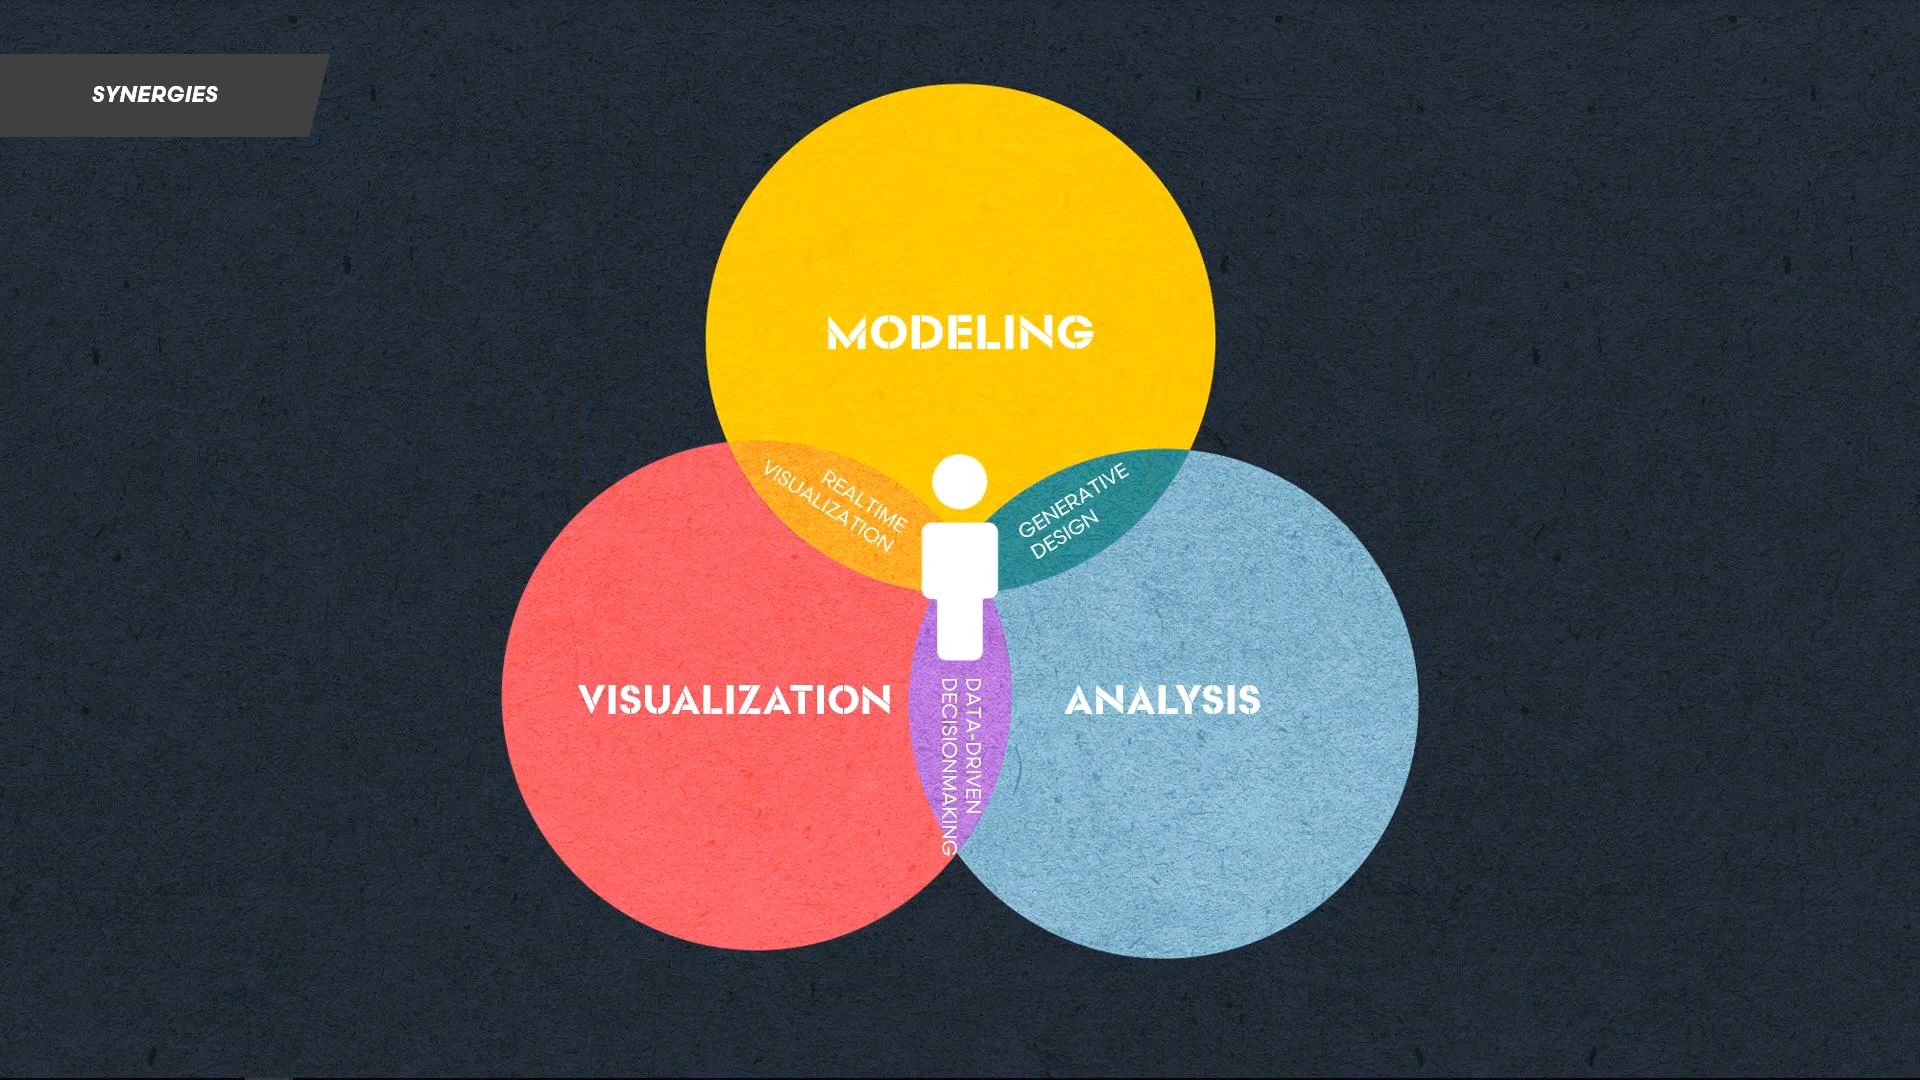 SYNERGIES
MODELING
REALTIME
VISUALIZATION
GENERATIVE
DESIGN
VISUALIZATION
ANALYSIS
DATA-DRIVEN
DECISIONMAKING